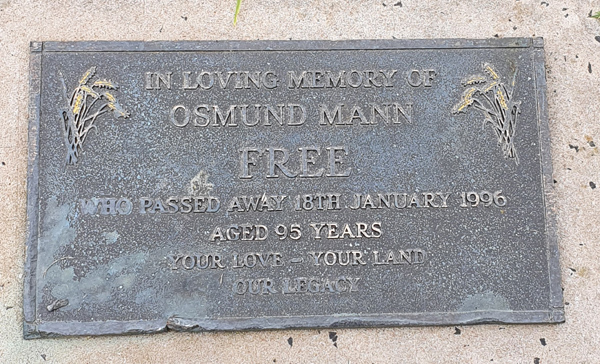 IN LOVING MEMORY OF
OSMUND MANN
FREE
WHO PASSED AWAY 18TH JANUARY 1996
AGED 95 YEARS
YOUR LOVE – YOUR LAND
OUR LEGACY